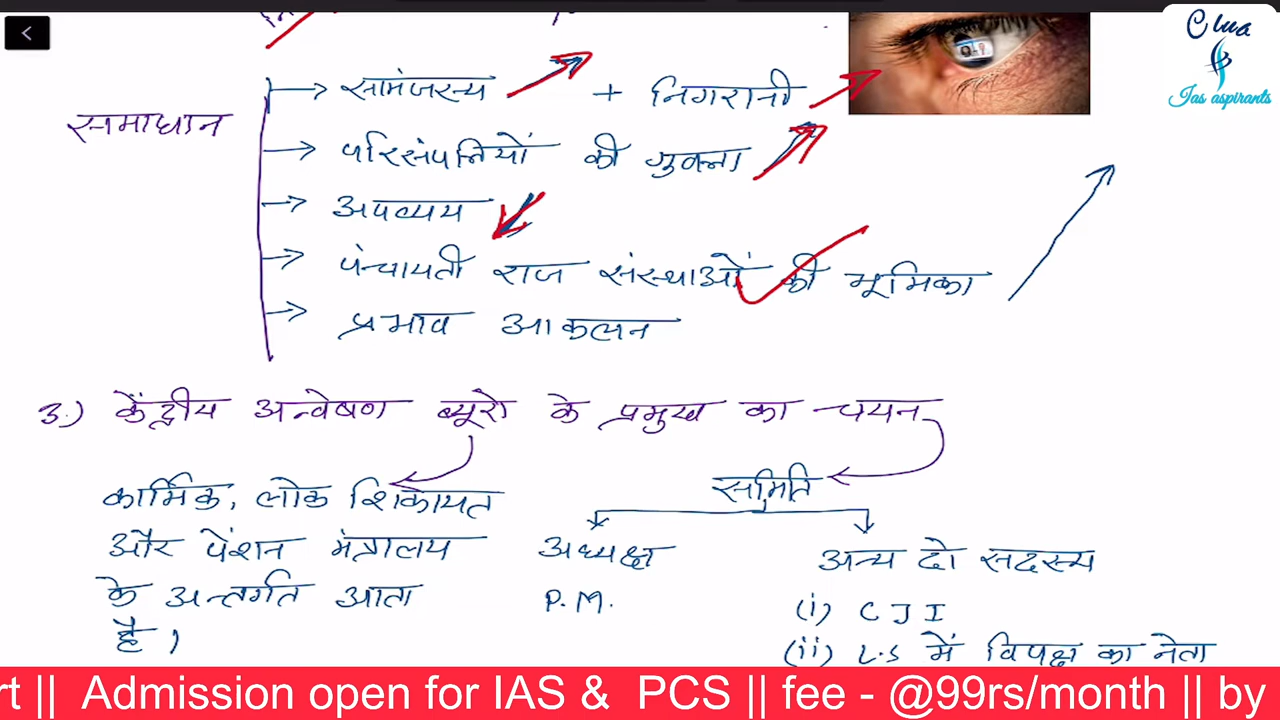 Clua
Ias aspirants
समाधान
→ सामंजस्य + निगरानी
→ परिसंपत्तियों की गुणवत्ता
→ अपव्यय
→ पंचायती राज संस्थाओं की भूमिका
→ प्रभाव आकलन
3.) केंद्रीय अन्वेषण ब्यूरो के प्रमुख का चयन
कार्मिक, लोक शिकायत
और पेंशन मंत्रालय
के अन्तर्गत आता
है।
समिति
अध्यक्ष
P.M.
अन्य दो सदस्य
(i) CJI
(ii) L.S में विपक्ष का नेता
rt || Admission open for IAS & PCS || fee - @99rs/month || by